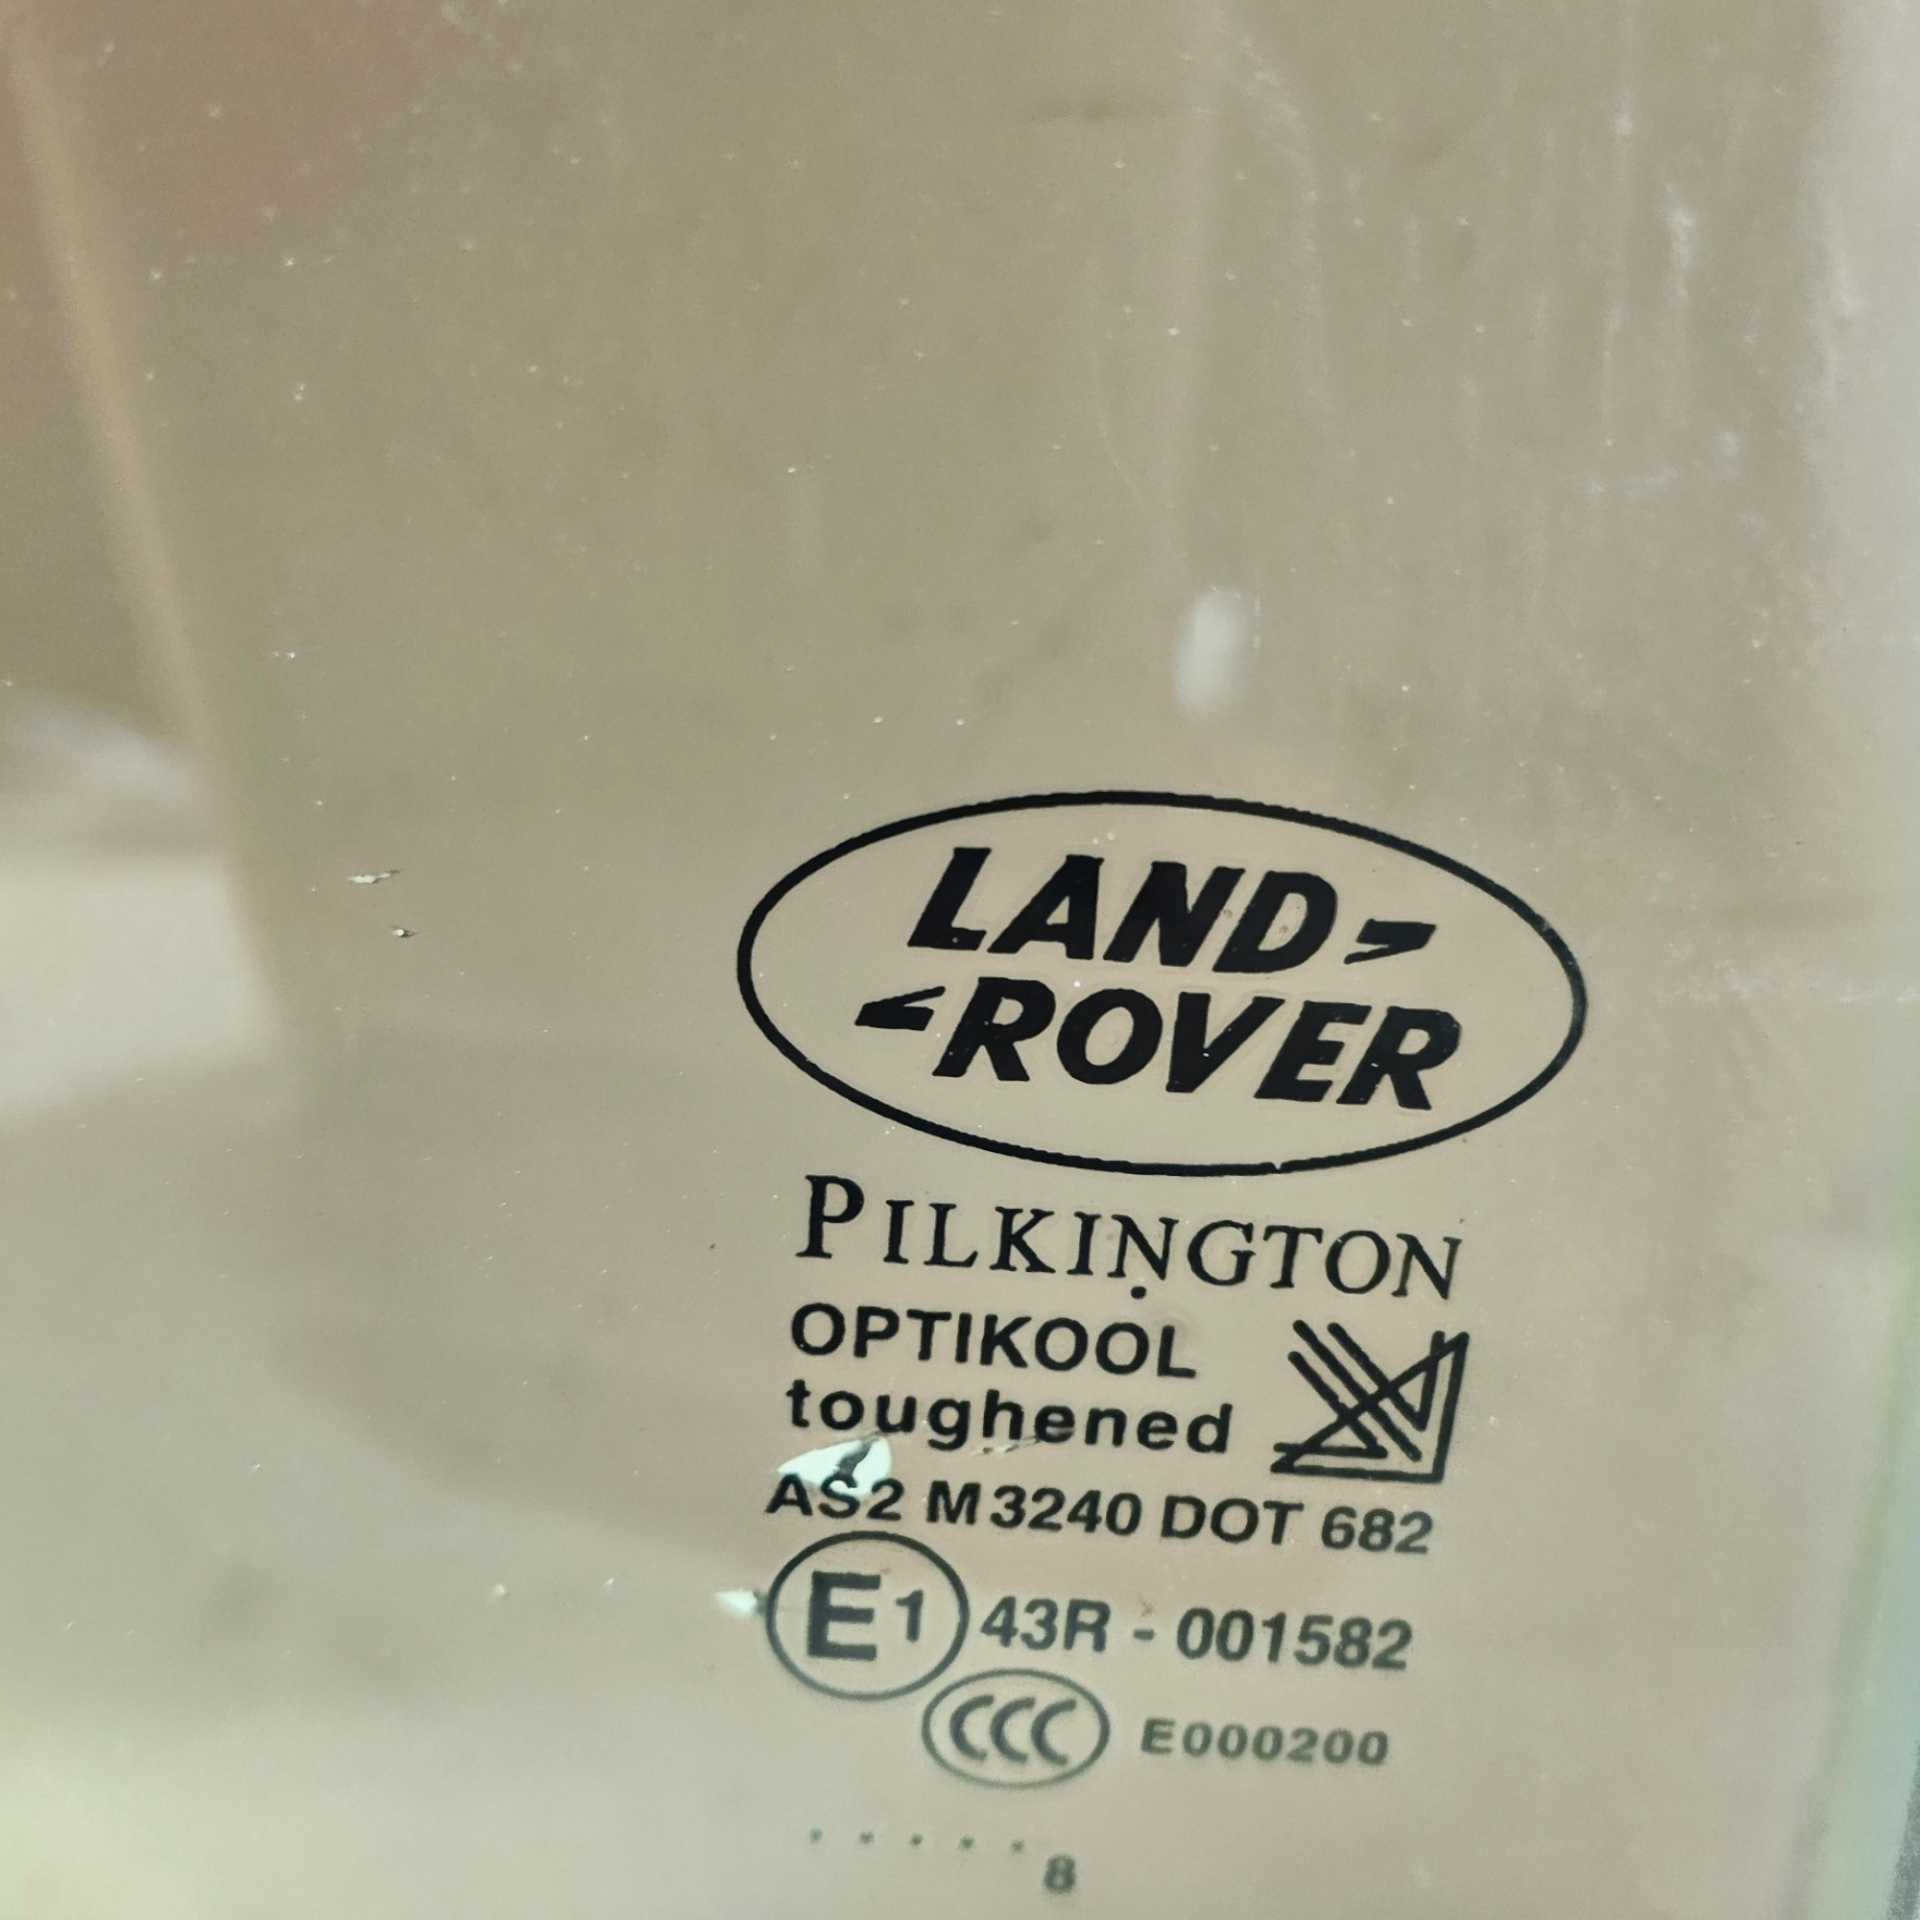 LAND
ROVER
PILKINGTON
OPTIKOOL
toughened
AS2 M3240 DOT 682
E1 43R - 001582
CCC E000200
. . . . . 8